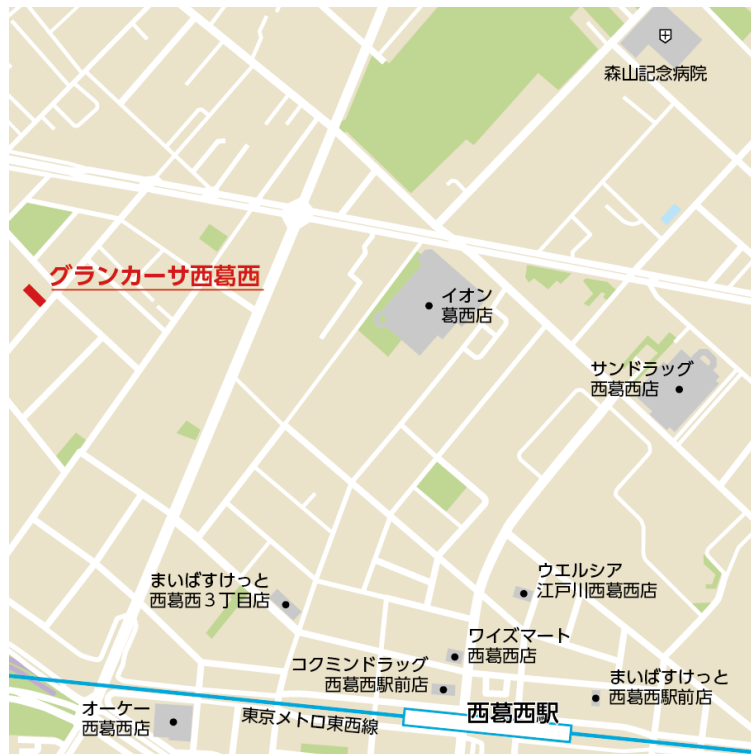 森山記念病院
グランカーサ西葛西
イオン
葛西店
サンドラッグ
西葛西店
まいばすけっと
西葛西３丁目店
ウエルシア
江戸川西葛西店
ワイズマート
西葛西店
コクミンドラッグ
西葛西駅前店
まいばすけっと
西葛西駅前店
オーケー
西葛西店
東京メトロ東西線
西葛西駅